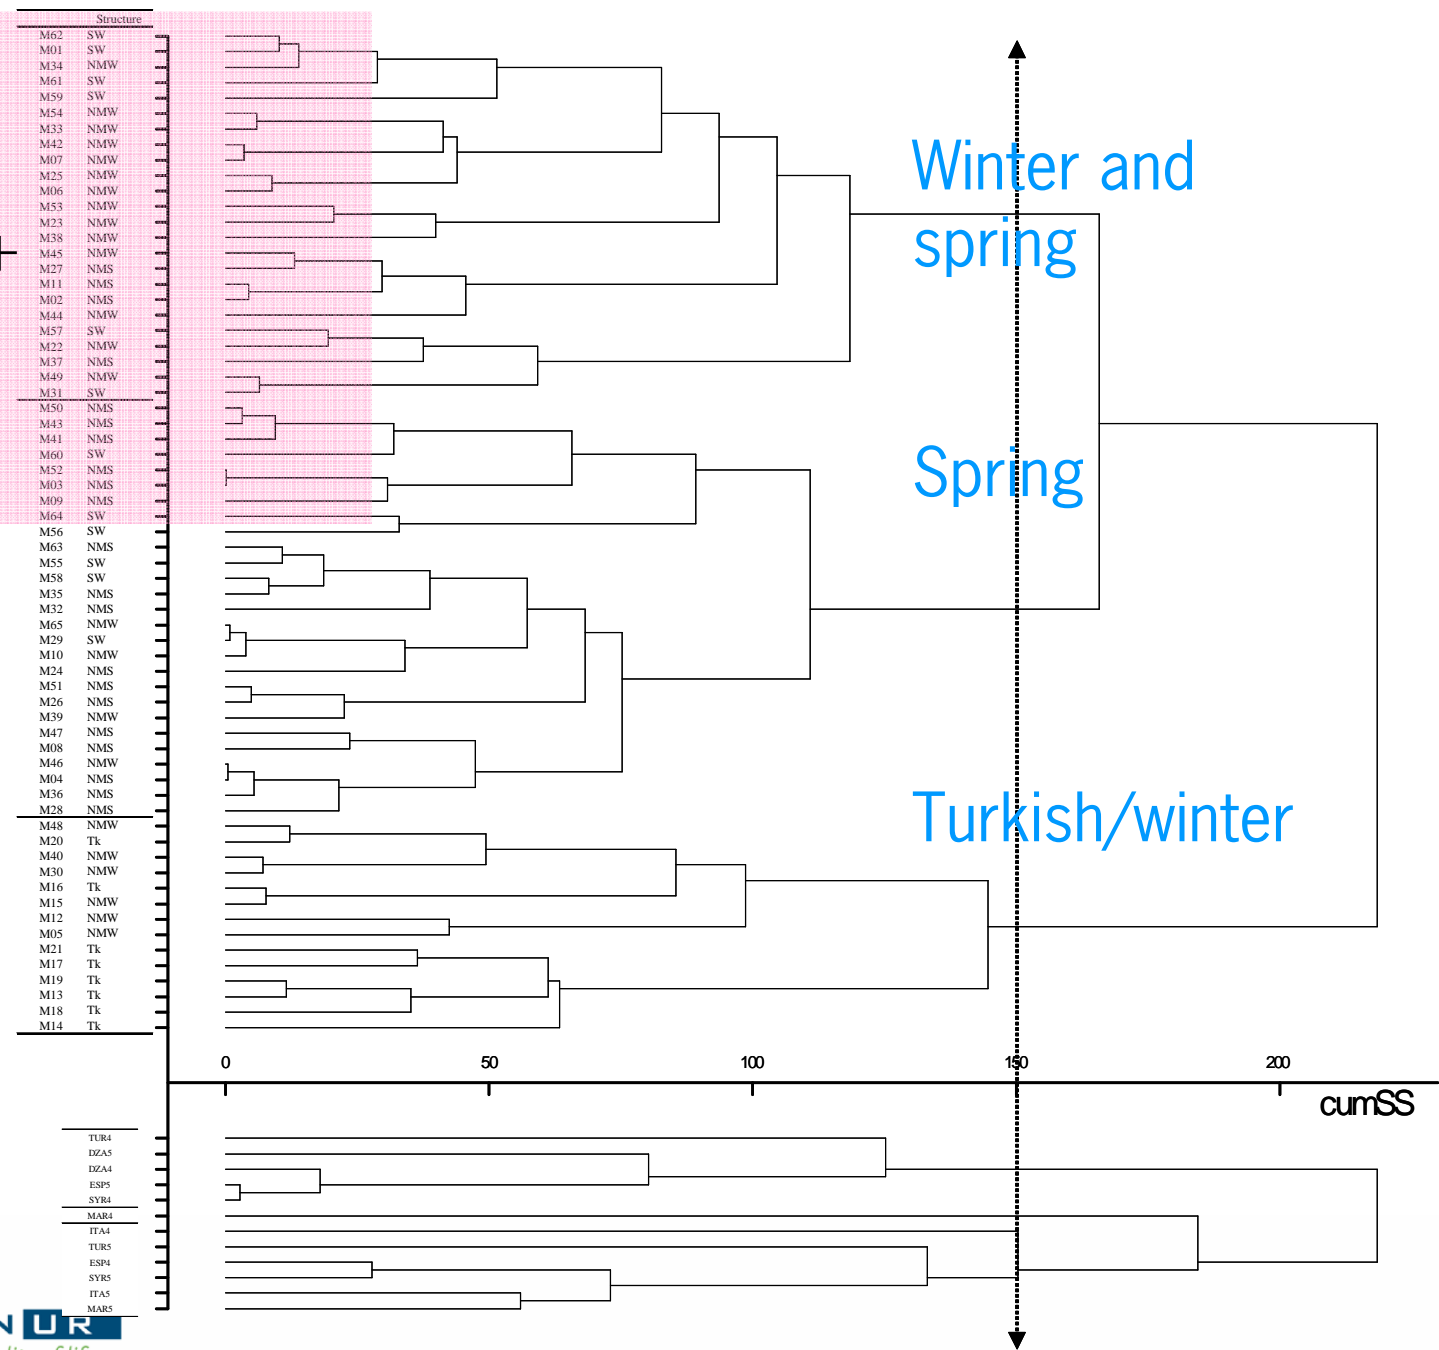 Structure
M62 SW
M01 SW
M34 NMW
M61 SW
M59 SW
M54 NMW
M33 NMW
M42 NMW
M07 NMW
M25 NMW
M06 NMW
M53 NMW
M23 NMW
M38 NMW
M45 NMW
M27 NMS
M11 NMS
M02 NMS
M44 NMW
M57 SW
M22 NMW
M37 NMS
M49 NMW
M31 SW
M50 NMS
M43 NMS
M41 NMS
M60 SW
M52 NMS
M03 NMS
M09 NMS
M64 SW
M56 SW
M63 NMS
M55 SW
M58 SW
M35 NMS
M32 NMS
M65 NMW
M29 SW
M10 NMW
M24 NMS
M51 NMS
M26 NMS
M39 NMW
M47 NMS
M08 NMS
M46 NMW
M04 NMS
M36 NMS
M28 NMS
M48 NMW
M20 Tk
M40 NMW
M30 NMW
M16 Tk
M15 NMW
M12 NMW
M05 NMW
M21 Tk
M17 Tk
M19 Tk
M13 Tk
M18 Tk
M14 Tk
Winter and
spring
Spring
Turkish/winter
0 50 100 150 200
cumSS
TUR4
DZA5
DZA4
ESP5
SYR4
MAR4
ITA4
TUR5
ESP4
SYR5
ITA5
MAR5
NUR